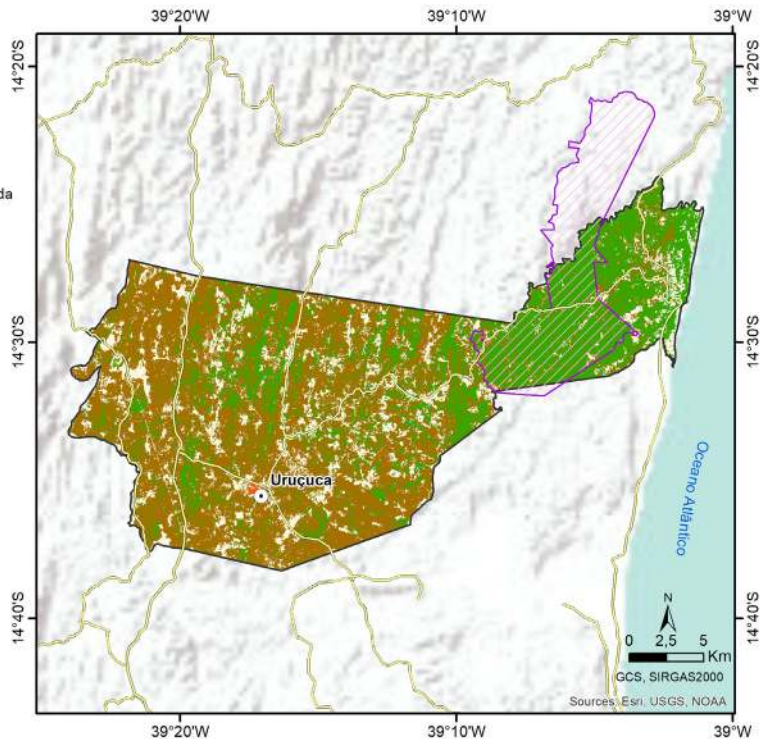 39°20'W 39°10'W 39°W
14°20'S 14°20'S
da
14°30'S 14°30'S
Uruçuca
Oceano Atlântico
14°40'S 14°40'S
N
0 2,5 5
Km
GCS, SIRGAS2000
Sources: Esri, USGS, NOAA
39°20'W 39°10'W 39°W